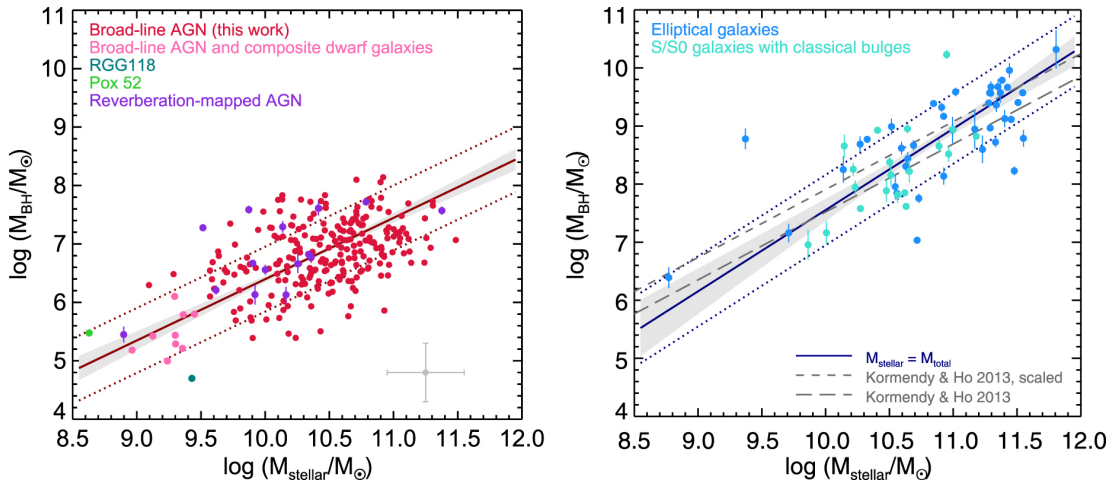 Broad-line AGN (this work)
Broad-line AGN and composite dwarf galaxies
RGG118
Pox 52
Reverberation-mapped AGN
11
10
9
8
7
6
5
4
log (M_BH/M_⊙)
8.5 9.0 9.5 10.0 10.5 11.0 11.5 12.0
log (M_stellar/M_⊙)
Elliptical galaxies
S/S0 galaxies with classical bulges
11
10
9
8
7
6
5
4
log (M_BH/M_⊙)
M_stellar = M_total
Kormendy & Ho 2013, scaled
Kormendy & Ho 2013
8.5 9.0 9.5 10.0 10.5 11.0 11.5 12.0
log (M_stellar/M_⊙)